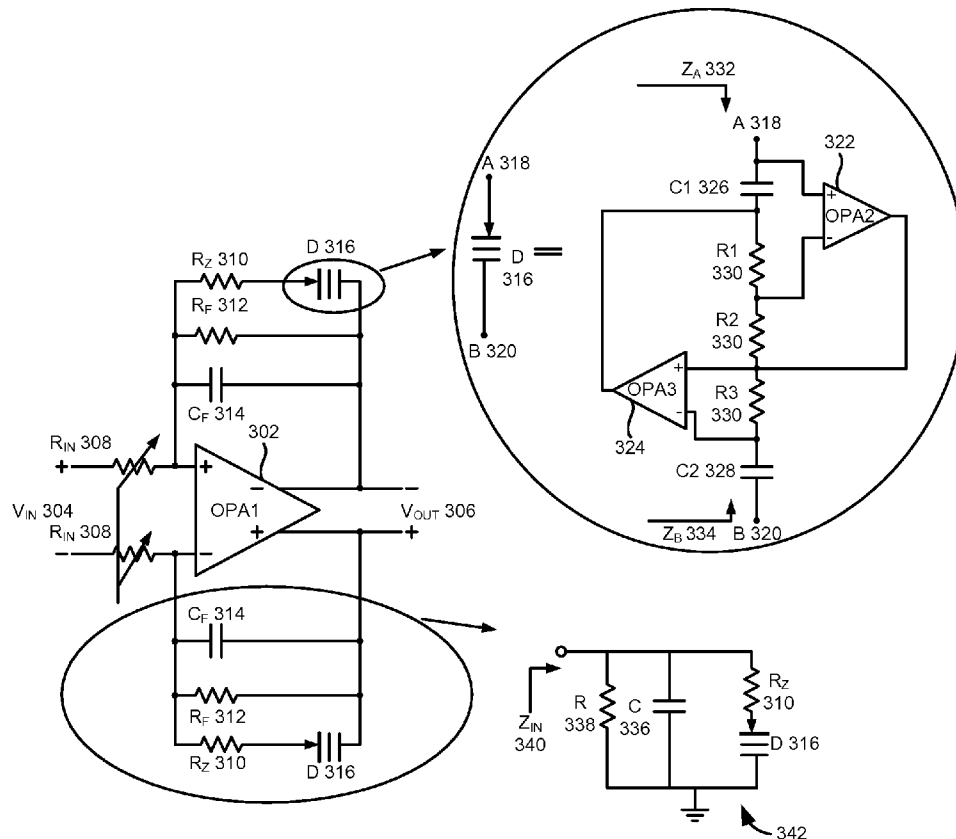 Z_A 332
A 318
322
C1 326
+
OPA2
-
A 318
R1
330
D
316
=
R2
330
B 320
+
OPA3
-
R3
330
324
C2 328
Z_B 334
B 320
R_Z 310
D 316
R_F 312
C_F 314
302
R_IN 308
+
+
-
-
V_IN 304
OPA1
V_OUT 306
R_IN 308
+
+
-
-
C_F 314
R_F
312
R_Z
310
D 316
Z_IN
340
R
338
C
336
R_Z
310
D 316
342